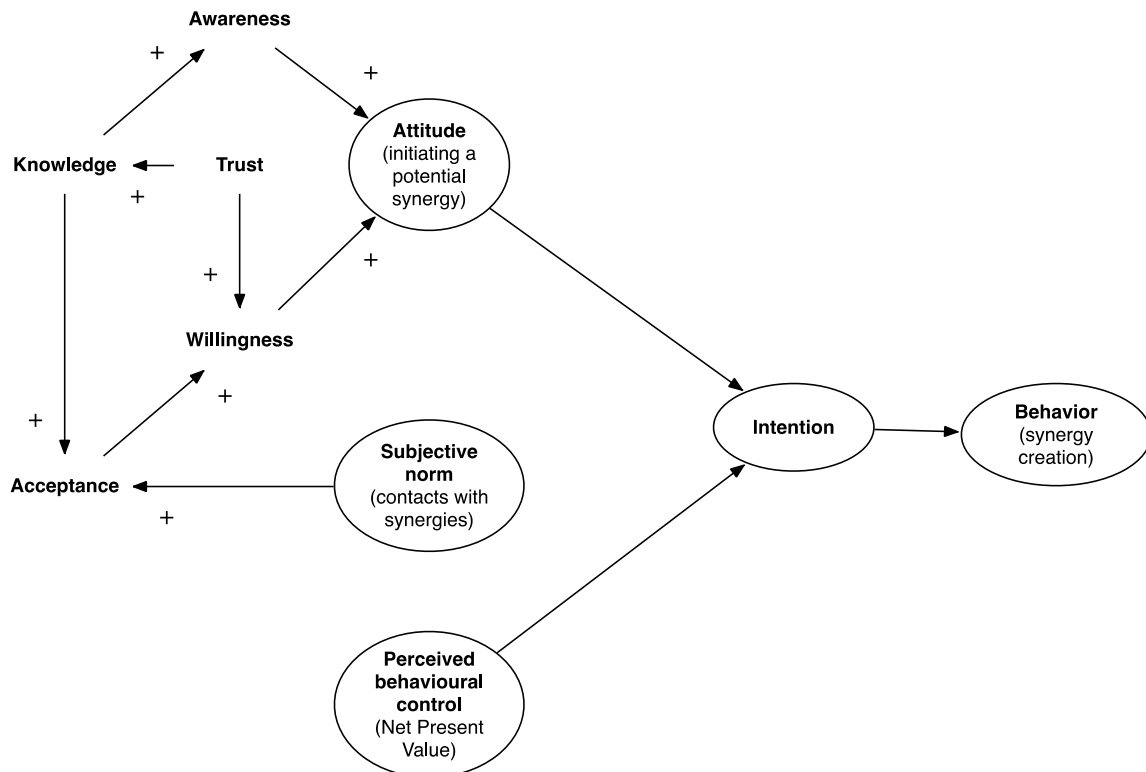 Awareness
+
+
Attitude
(initiating a
potential
synergy)
Knowledge
Trust
+
+
+
Willingness
+
+
Subjective
norm
(contacts with
synergies)
Intention
Behavior
(synergy
creation)
Acceptance
+
Perceived
behavioural
control
(Net Present
Value)